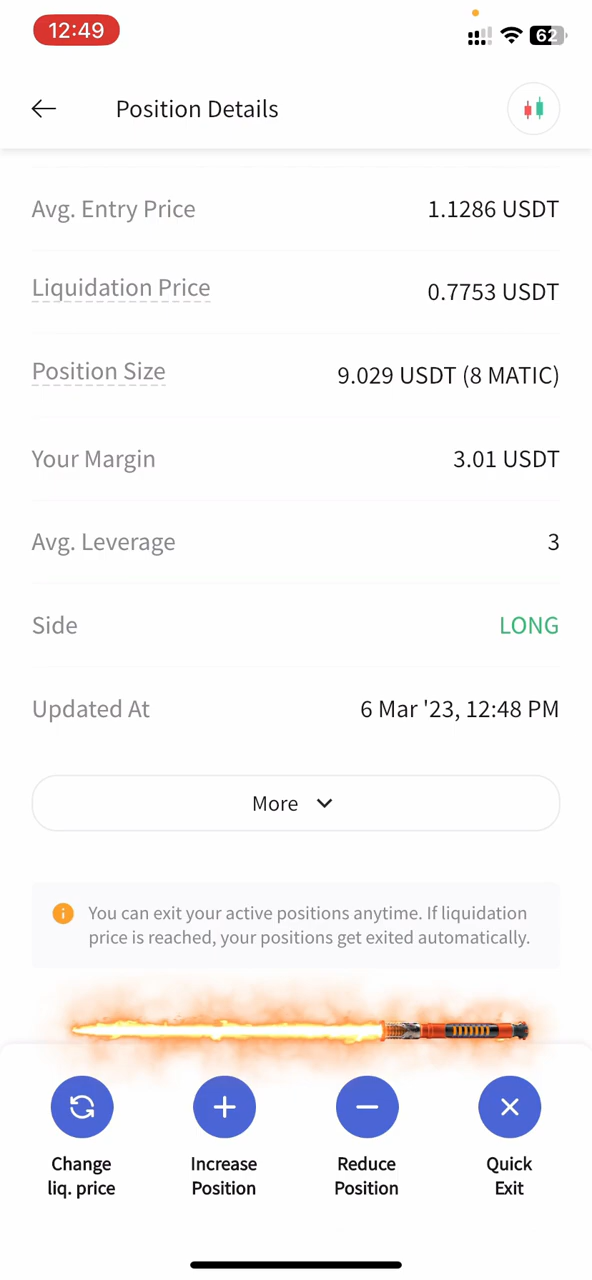 12:49
62
Position Details
Avg. Entry Price 1.1286 USDT
Liquidation Price 0.7753 USDT
Position Size 9.029 USDT (8 MATIC)
Your Margin 3.01 USDT
Avg. Leverage 3
Side LONG
Updated At 6 Mar '23, 12:48 PM
More
You can exit your active positions anytime. If liquidation
price is reached, your positions get exited automatically.
Change
liq. price
Increase
Position
Reduce
Position
Quick
Exit